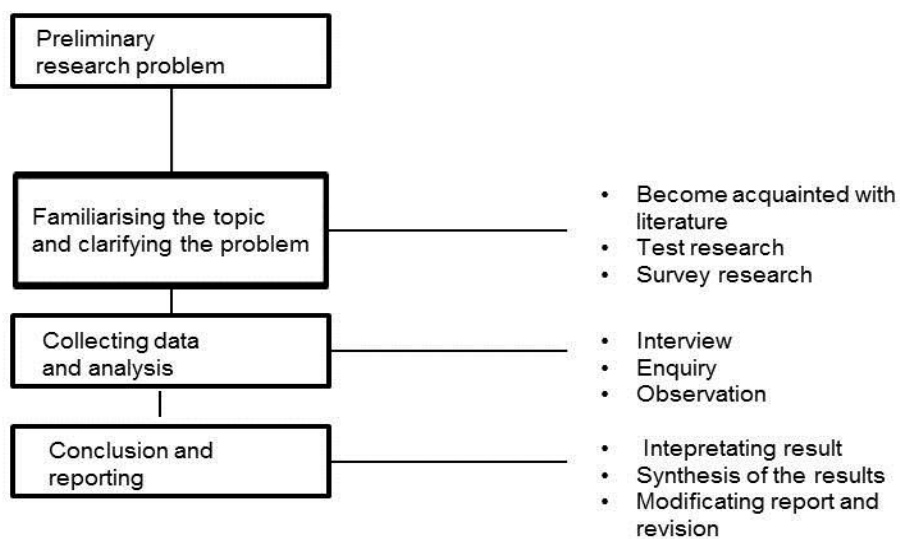 Preliminary
research problem
Familiarising the topic
and clarifying the problem
• Become acquainted with
literature
• Test research
• Survey research
Collecting data
and analysis
• Interview
• Enquiry
• Observation
Conclusion and
reporting
• Intepretating result
• Synthesis of the results
• Modificating report and
revision